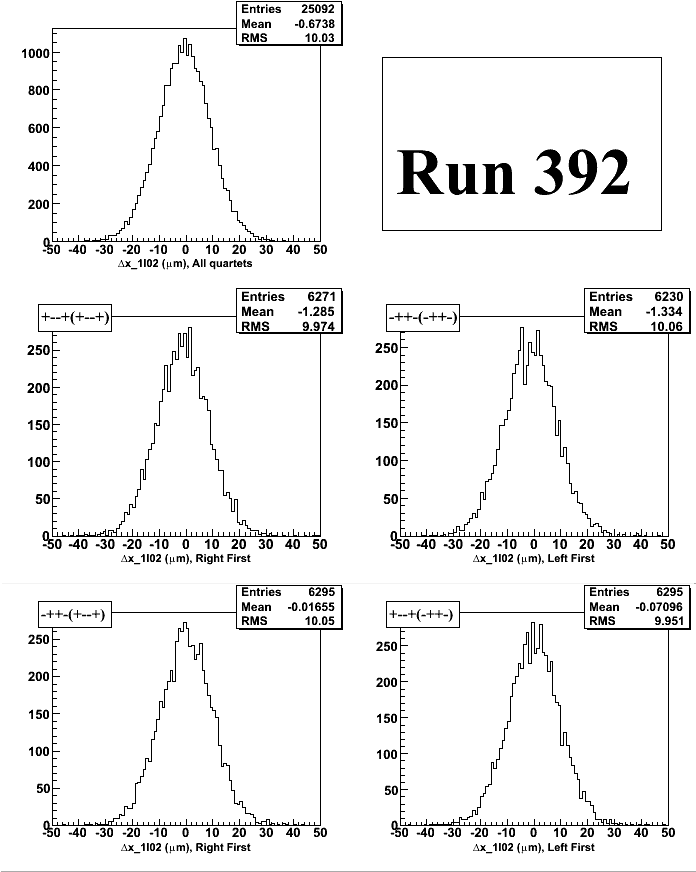 Entries 25092
Mean -0.6738
RMS 10.03
1000
800
600
400
200
0
-50 -40 -30 -20 -10 0 10 20 30 40 50
Δx_1I02 (μm), All quartets
Run 392
+--+(+--+)
Entries 6271
Mean -1.285
RMS 9.974
250
200
150
100
50
0
-50 -40 -30 -20 -10 0 10 20 30 40 50
Δx_1I02 (μm), Right First
-++-(-++-)
Entries 6230
Mean -1.334
RMS 10.06
250
200
150
100
50
0
-50 -40 -30 -20 -10 0 10 20 30 40 50
Δx_1I02 (μm), Left First
-++-(+--+)
Entries 6295
Mean -0.01655
RMS 10.05
250
200
150
100
50
0
-50 -40 -30 -20 -10 0 10 20 30 40 50
Δx_1I02 (μm), Right First
+--+(-++-)
Entries 6295
Mean -0.07096
RMS 9.951
250
200
150
100
50
0
-50 -40 -30 -20 -10 0 10 20 30 40 50
Δx_1I02 (μm), Left First